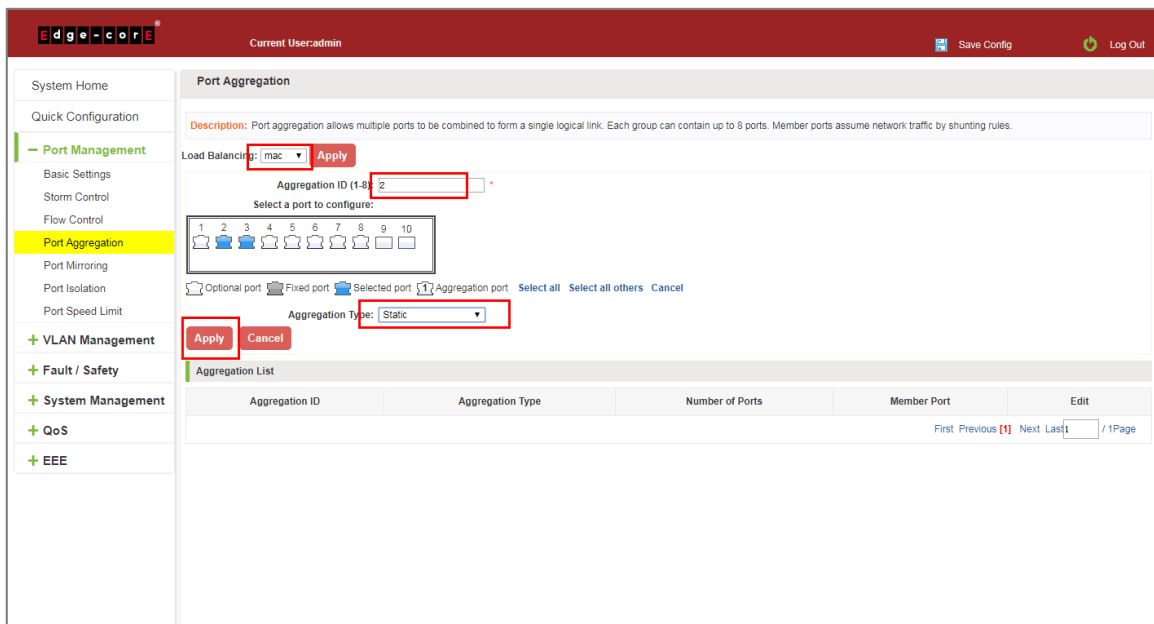 Edge-corE®
Current User:admin
Save Config
Log Out
System Home
Quick Configuration
− Port Management
Basic Settings
Storm Control
Flow Control
Port Aggregation
Port Mirroring
Port Isolation
Port Speed Limit
+ VLAN Management
+ Fault / Safety
+ System Management
+ QoS
+ EEE
Port Aggregation
Description: Port aggregation allows multiple ports to be combined to form a single logical link. Each group can contain up to 8 ports. Member ports assume network traffic by shunting rules.
Load Balancing: mac Apply
Aggregation ID (1-8): 2 *
Select a port to configure:
1 2 3 4 5 6 7 8 9 10
Optional port Fixed port Selected port 1 Aggregation port Select all Select all others Cancel
Aggregation Type: Static
Apply Cancel
Aggregation List
Aggregation ID Aggregation Type Number of Ports Member Port Edit
First Previous [1] Next Last 1 / 1Page